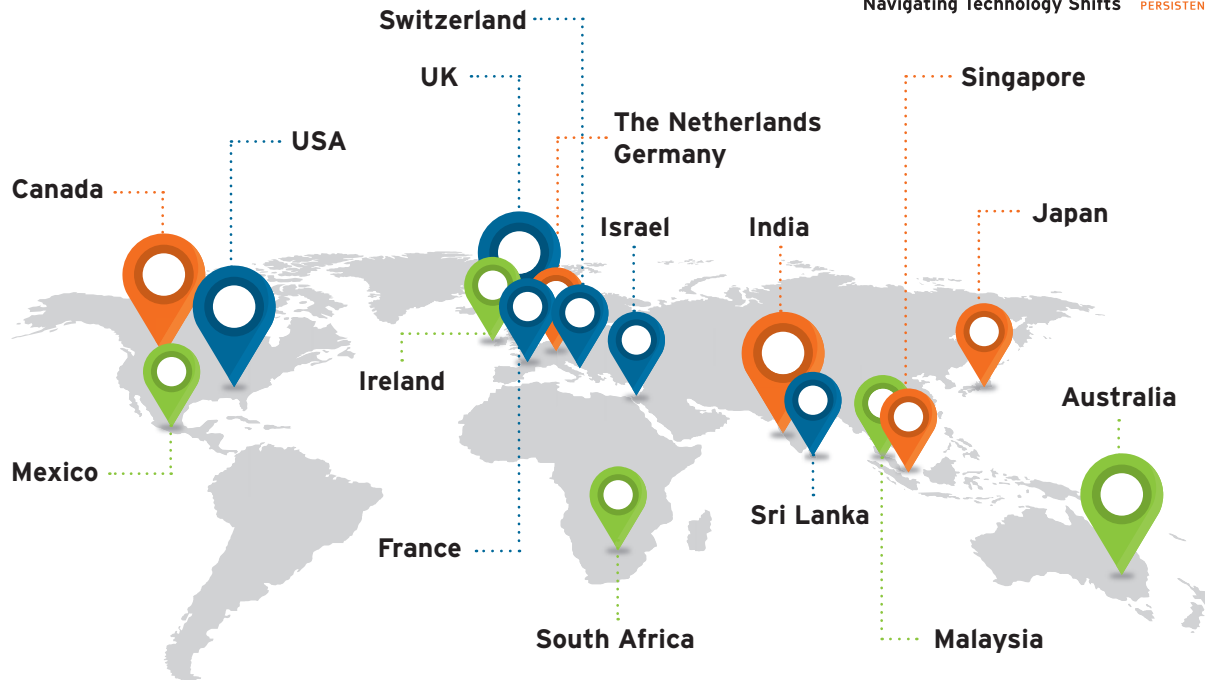 Navigating Technology Shifts
Switzerland
UK
Singapore
The Netherlands
Germany
USA
Canada
Japan
Israel
India
Ireland
Australia
Mexico
Sri Lanka
France
South Africa
Malaysia